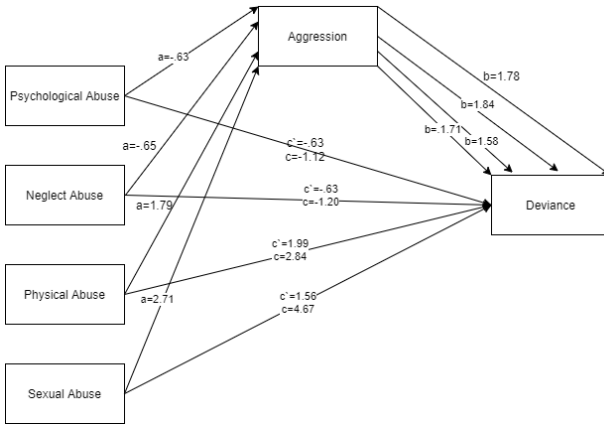 Aggression
a=-.63
b=1.78
Psychological Abuse
b=1.84
b=.1.71
b=1.58
a=-.65
c`=-.63
c=-1.12
Neglect Abuse
c`=-.63
c=-1.20
a=1.79
Deviance
c`=1.99
c=2.84
Physical Abuse
a=2.71
c`=1.56
c=4.67
Sexual Abuse